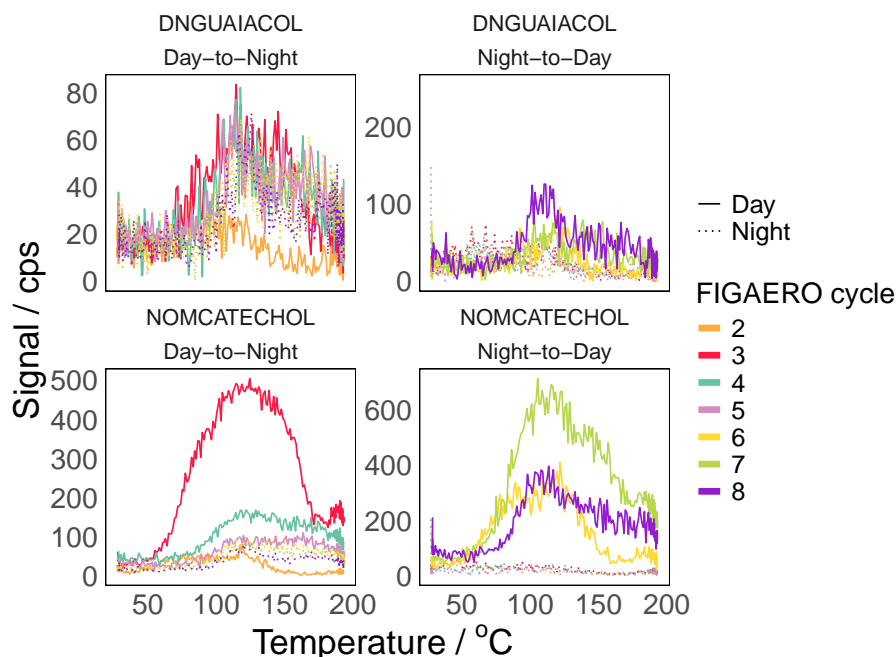 DNGUAIACOL
Day−to−Night
DNGUAIACOL
Night−to−Day
80
60
40
20
0
200
100
0
NOMCATECHOL
Day−to−Night
NOMCATECHOL
Night−to−Day
500
400
300
200
100
0
600
400
200
0
50
100
150
200
50
100
150
200
Signal / cps
Temperature / °C
Day
Night
FIGAERO cycle
2
3
4
5
6
7
8